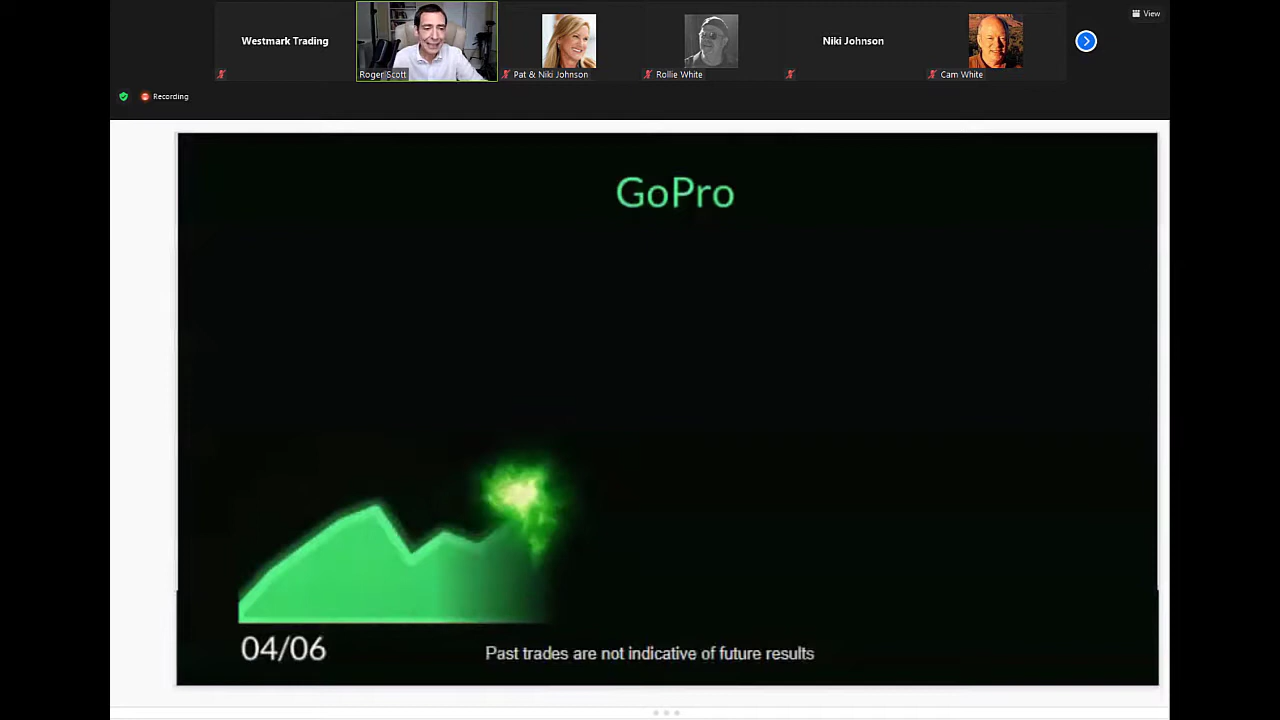 View
Westmark Trading
Roger Scott
Pat & Niki Johnson
Rollie White
Niki Johnson
Cam White
Recording
GoPro
04/06
Past trades are not indicative of future results